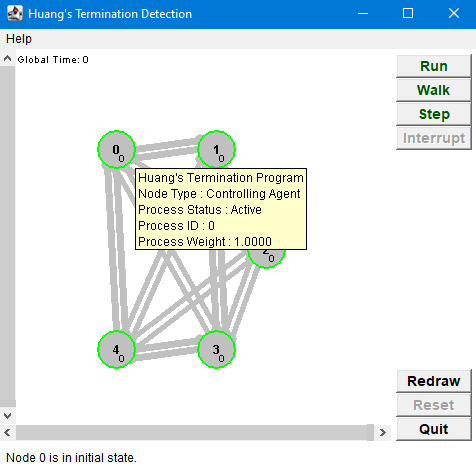 Huang's Termination Detection
Help
Global Time: 0
Run
Walk
Step
Interrupt
0
0
1
Huang's Termination Program
Node Type : Controlling Agent
Process Status : Active
Process ID : 0
Process Weight : 1.0000
0
4
0
3
0
Redraw
Reset
Quit
Node 0 is in initial state.